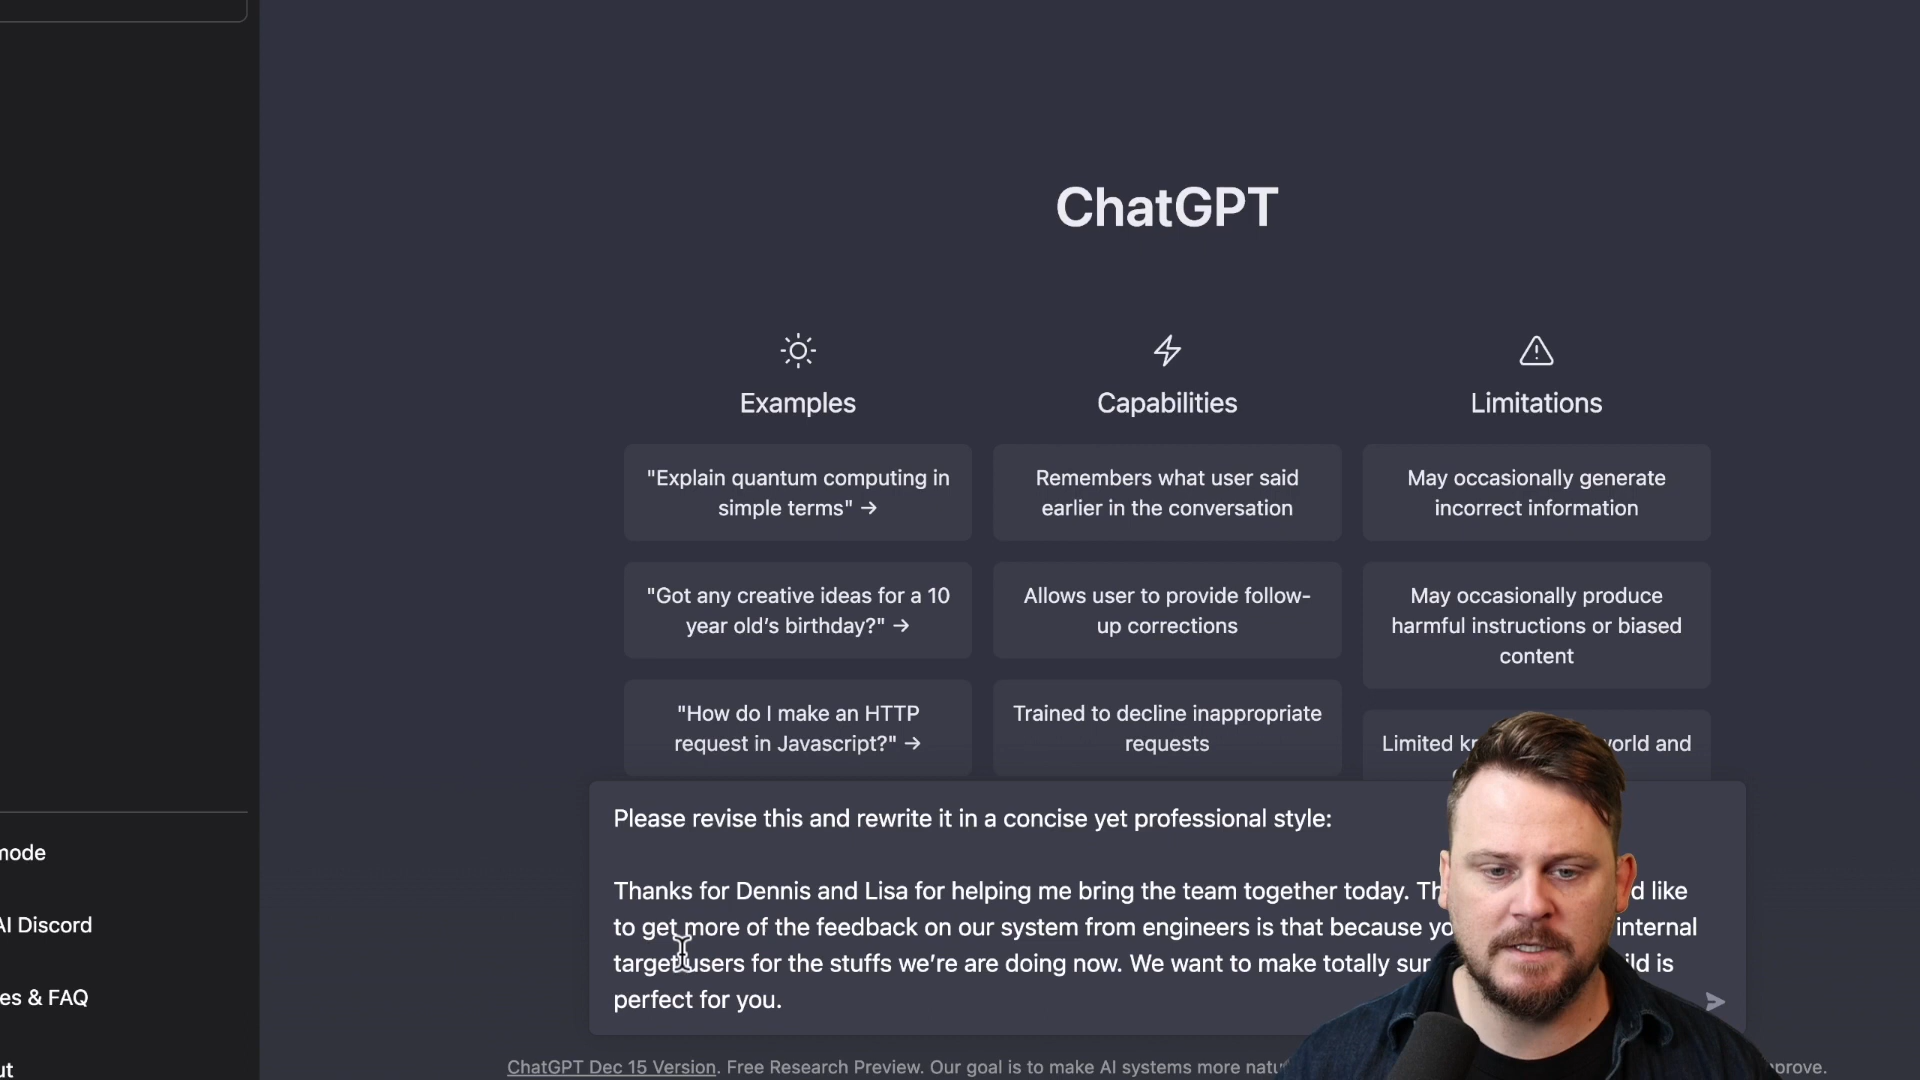 ChatGPT
Examples
Capabilities
Limitations
"Explain quantum computing in
simple terms" →
Remembers what user said
earlier in the conversation
May occasionally generate
incorrect information
"Got any creative ideas for a 10
year old's birthday?" →
Allows user to provide follow-
up corrections
May occasionally produce
harmful instructions or biased
content
"How do I make an HTTP
request in Javascript?" →
Trained to decline inappropriate
requests
Limited and
Please revise this and rewrite it in a concise yet professional style:
Thanks for Dennis and Lisa for helping me bring the team together today. like
to get more of the feedback on our system from engineers is that because internal
target users for the stuffs we're are doing now. We want to make totally is
perfect for you.
mode
AI Discord
es & FAQ
ut
ChatGPT Dec 15 Version. Free Research Preview. Our goal is to make AI systems more